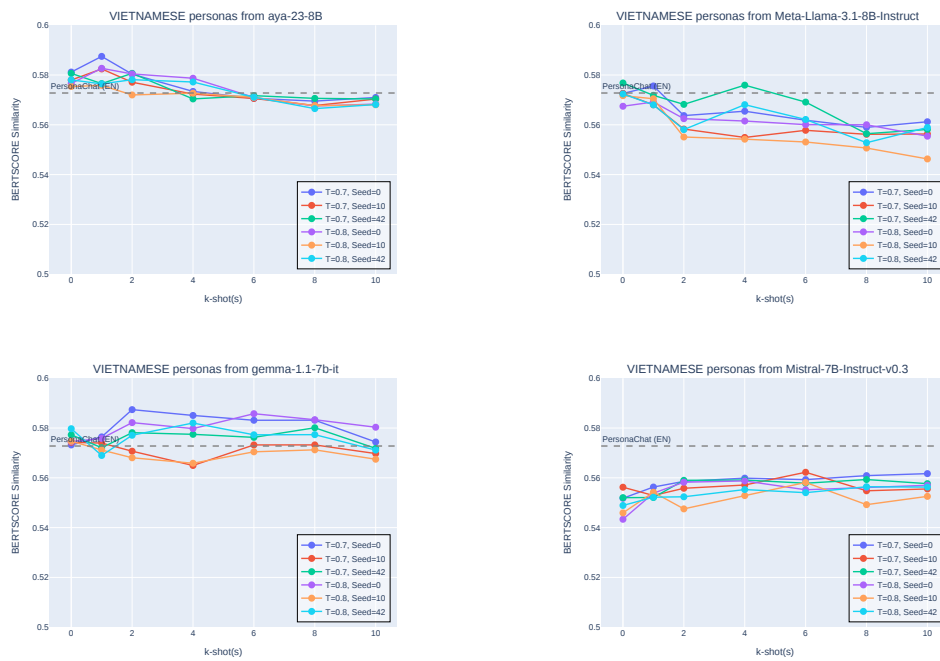 VIETNAMESE personas from aya-23-8B
0.6
0.58
0.56
0.54
0.52
0.5
BERTSCORE Similarity
PersonaChat (EN)
T=0.7, Seed=0
T=0.7, Seed=10
T=0.7, Seed=42
T=0.8, Seed=0
T=0.8, Seed=10
T=0.8, Seed=42
0 2 4 6 8 10
k-shot(s)
VIETNAMESE personas from Meta-Llama-3.1-8B-Instruct
0.6
0.58
0.56
0.54
0.52
0.5
BERTSCORE Similarity
PersonaChat (EN)
T=0.7, Seed=0
T=0.7, Seed=10
T=0.7, Seed=42
T=0.8, Seed=0
T=0.8, Seed=10
T=0.8, Seed=42
0 2 4 6 8 10
k-shot(s)
VIETNAMESE personas from gemma-1.1-7b-it
0.6
0.58
0.56
0.54
0.52
0.5
BERTSCORE Similarity
PersonaChat (EN)
T=0.7, Seed=0
T=0.7, Seed=10
T=0.7, Seed=42
T=0.8, Seed=0
T=0.8, Seed=10
T=0.8, Seed=42
0 2 4 6 8 10
k-shot(s)
VIETNAMESE personas from Mistral-7B-Instruct-v0.3
0.6
0.58
0.56
0.54
0.52
0.5
BERTSCORE Similarity
PersonaChat (EN)
T=0.7, Seed=0
T=0.7, Seed=10
T=0.7, Seed=42
T=0.8, Seed=0
T=0.8, Seed=10
T=0.8, Seed=42
0 2 4 6 8 10
k-shot(s)